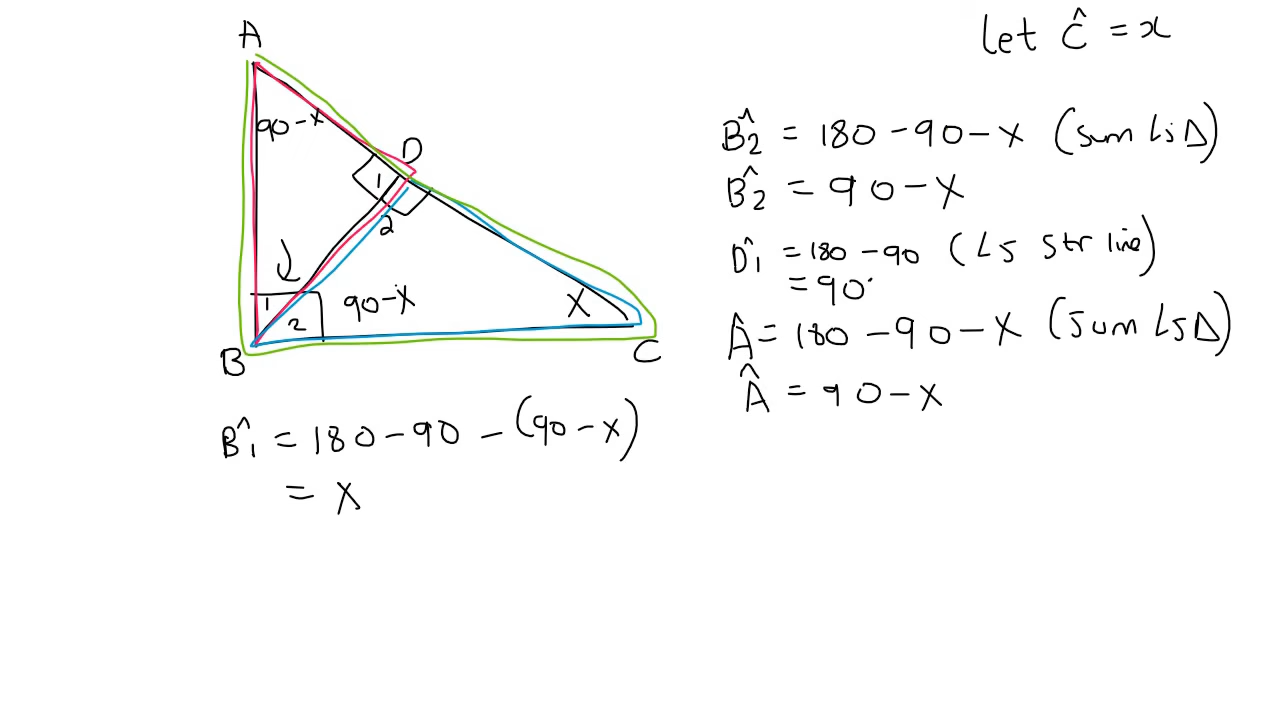 let Ĉ = x
A
90-x
D
1
2
1
2
90-x
x
B
C
B̂2 = 180 - 90 - x (sum ∠s Δ)
B̂2 = 90 - x
D̂1 = 180 - 90 (∠s str line)
= 90°
Â = 180 - 90 - x (sum ∠s Δ)
Â = 90 - x
B̂1 = 180 - 90 - (90 - x)
= x